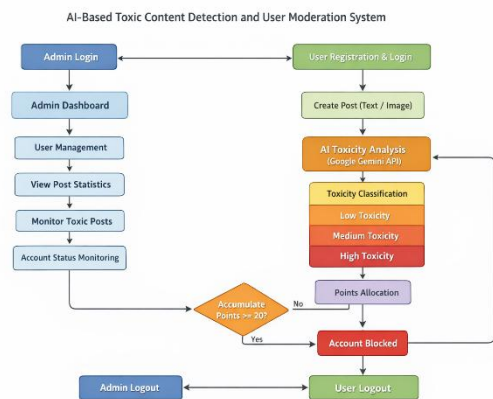 AI-Based Toxic Content Detection and User Moderation System
Admin Login
User Registration & Login
Admin Dashboard
Create Post (Text / Image)
User Management
AI Toxicity Analysis
(Google Gemini API)
View Post Statistics
Toxicity Classification
Low Toxicity
Monitor Toxic Posts
Medium Toxicity
Account Status Monitoring
High Toxicity
Points Allocation
Accumulate
Points >= 20?
No
Yes
Account Blocked
Admin Logout
User Logout